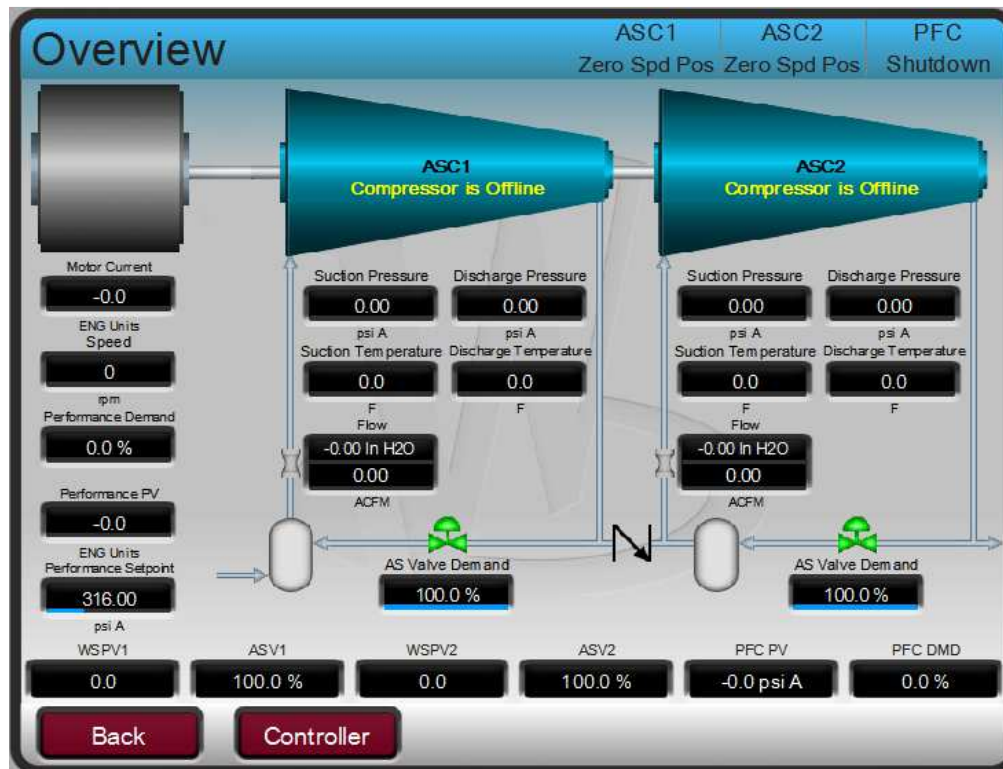 Overview
ASC1 ASC2 PFC
Zero Spd Pos Zero Spd Pos Shutdown
ASC1
Compressor is Offline
ASC2
Compressor is Offline
Motor Current
-0.0
ENG Units
Speed
0
rpm
Performance Demand
0.0 %
Performance PV
-0.0
ENG Units
Performance Setpoint
316.00
psi A
Suction Pressure Discharge Pressure
0.00 0.00
psi A psi A
Suction Temperature Discharge Temperature
0.0 0.0
F F
Flow
-0.00 In H2O
0.00
ACFM
AS Valve Demand
100.0 %
Suction Pressure Discharge Pressure
0.00 0.00
psi A psi A
Suction Temperature Discharge Temperature
0.0 0.0
F F
Flow
-0.00 In H2O
0.00
ACFM
AS Valve Demand
100.0 %
WSPV1 ASV1 WSPV2 ASV2 PFC PV PFC DMD
0.0 100.0 % 0.0 100.0 % -0.0 psi A 0.0 %
Back Controller